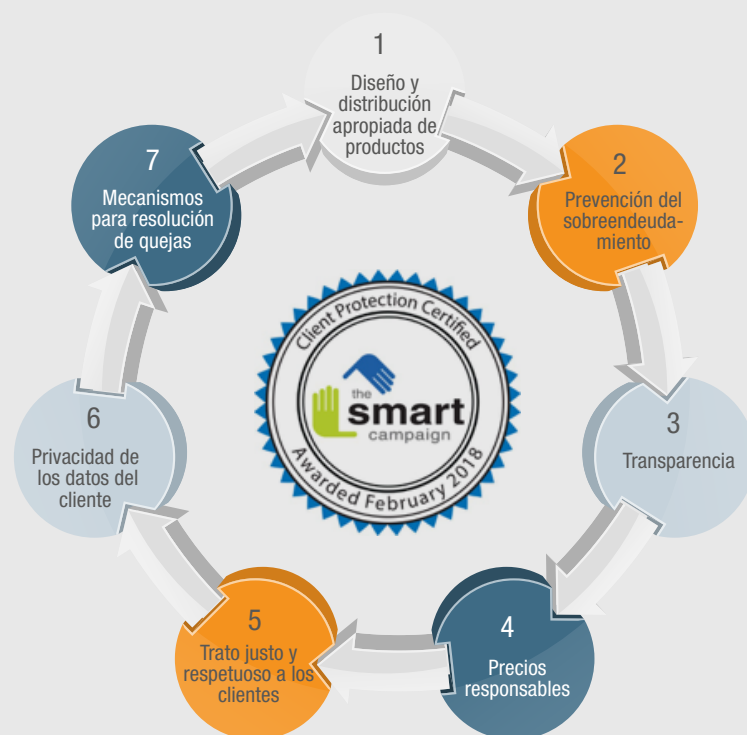 1
Diseño y
distribución
apropiada de
productos
2
Prevención del
sobreendeuda-
miento
3
Transparencia
4
Precios
responsables
5
Trato justo y
respetuoso a los
clientes
6
Privacidad de
los datos del
cliente
7
Mecanismos
para resolución
de quejas
Client Protection Certified
the
smart
campaign
Awarded February 2018